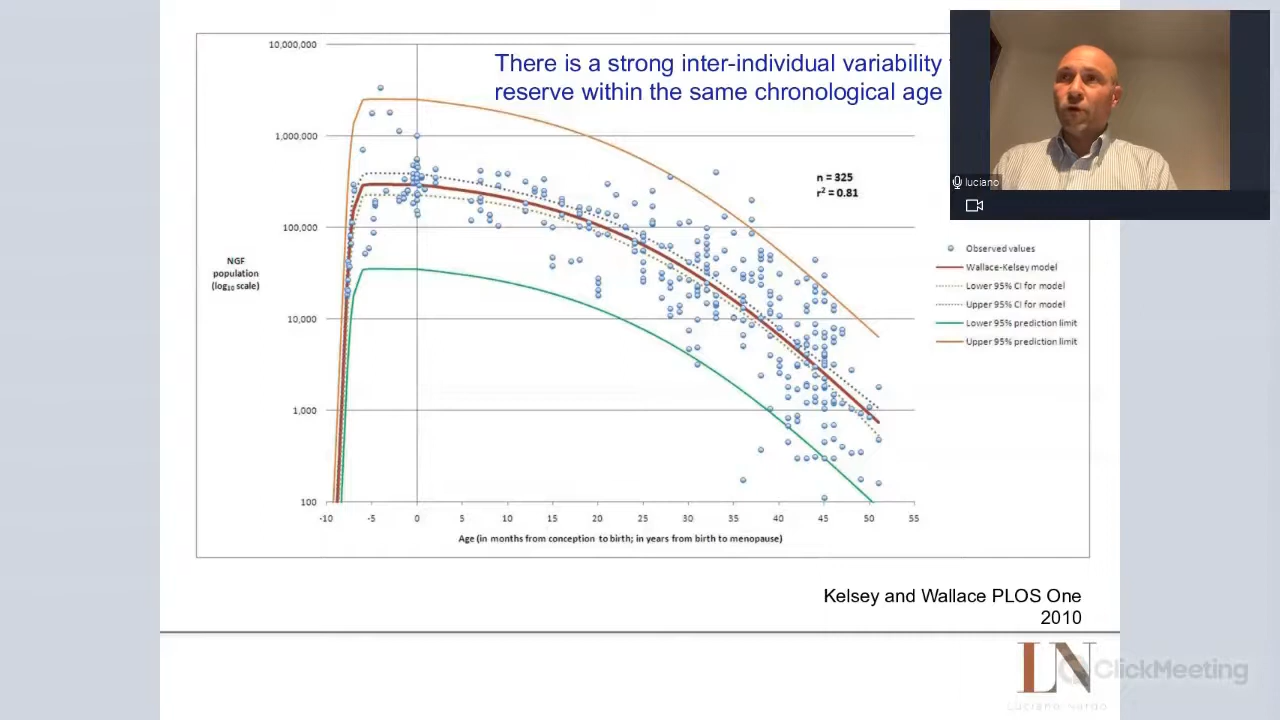 There is a strong inter-individual variability
reserve within the same chronological age
luciano
10,000,000
1,000,000
100,000
10,000
1,000
100
NGF
population
(log10 scale)
n = 325
r2 = 0.81
Observed values
Wallace-Kelsey model
Lower 95% CI for model
Upper 95% CI for model
Lower 95% prediction limit
Upper 95% prediction limit
-10 -5 0 5 10 15 20 25 30 35 40 45 50 55
Age (in months from conception to birth; in years from birth to menopause)
Kelsey and Wallace PLOS One
2010
LN
ClickMeeting
Luciano Nardo